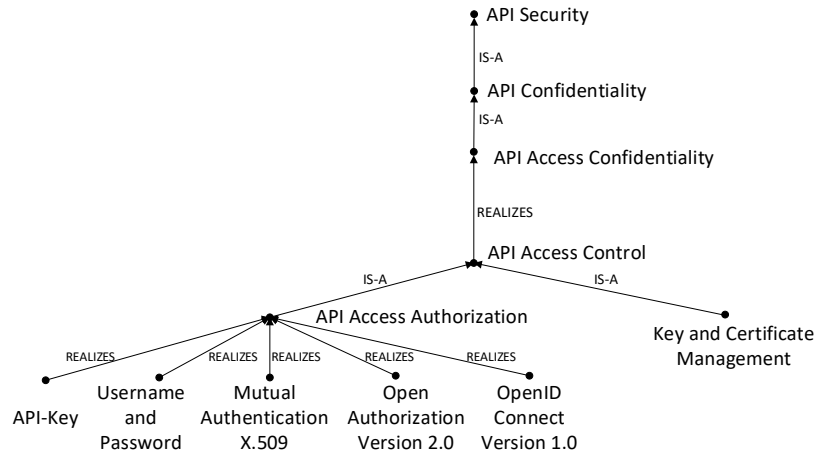 API Security
IS-A
API Confidentiality
IS-A
API Access Confidentiality
REALIZES
API Access Control
IS-A
IS-A
API Access Authorization
Key and Certificate
Management
REALIZES
REALIZES
REALIZES
REALIZES
REALIZES
API-Key
Username
and
Password
Mutual
Authentication
X.509
Open
Authorization
Version 2.0
OpenID
Connect
Version 1.0